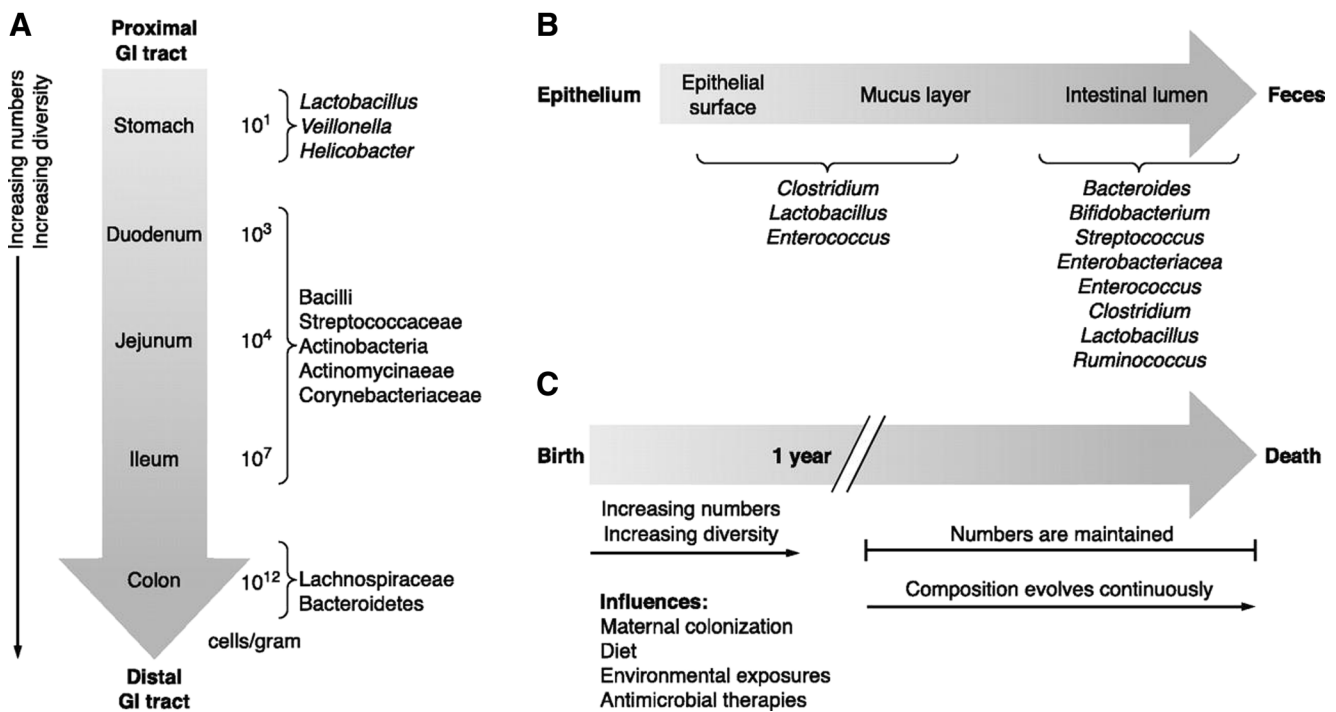 A
Proximal
GI tract
Increasing numbers
Increasing diversity
Stomach
10¹
Lactobacillus
Veillonella
Helicobacter
Duodenum
10³
Jejunum
10⁴
Bacilli
Streptococcaceae
Actinobacteria
Actinomycinaeae
Corynebacteriaceae
Ileum
10⁷
Colon
10¹²
Lachnospiraceae
Bacteroidetes
cells/gram
Distal
GI tract
B
Epithelium
Epithelial
surface
Mucus layer
Intestinal lumen
Feces
Clostridium
Lactobacillus
Enterococcus
Bacteroides
Bifidobacterium
Streptococcus
Enterobacteriacea
Enterococcus
Clostridium
Lactobacillus
Ruminococcus
C
Birth
1 year
Death
Increasing numbers
Increasing diversity
Numbers are maintained
Composition evolves continuously
Influences:
Maternal colonization
Diet
Environmental exposures
Antimicrobial therapies